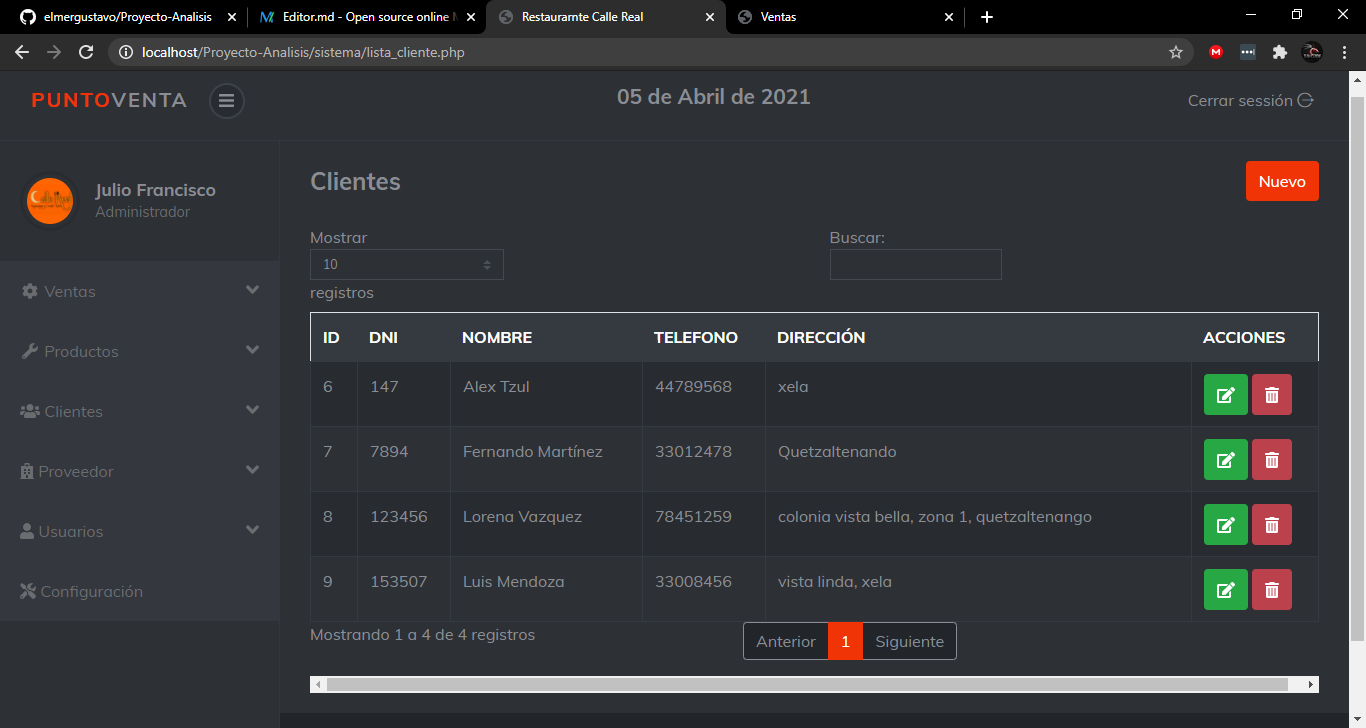 elmergustavo/Proyecto-Analisis
Editor.md - Open source online
Restaurarnte Calle Real
Ventas
localhost/Proyecto-Analisis/sistema/lista_cliente.php
PUNTOVENTA
05 de Abril de 2021
Cerrar sesión
Julio Francisco
Administrador
Ventas
Productos
Clientes
Proveedor
Usuarios
Configuración
Clientes
Nuevo
Mostrar
10
registros
Buscar:
ID DNI NOMBRE TELEFONO DIRECCIÓN ACCIONES
6 147 Alex Tzul 44789568 xela
7 7894 Fernando Martínez 33012478 Quetzaltenando
8 123456 Lorena Vazquez 78451259 colonia vista bella, zona 1, quetzaltenango
9 153507 Luis Mendoza 33008456 vista linda, xela
Mostrando 1 a 4 de 4 registros
Anterior 1 Siguiente